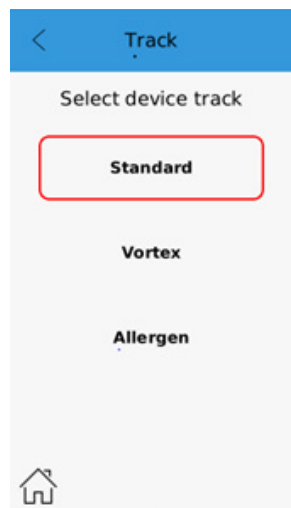 Track
Select device track
Standard
Vortex
Allergen